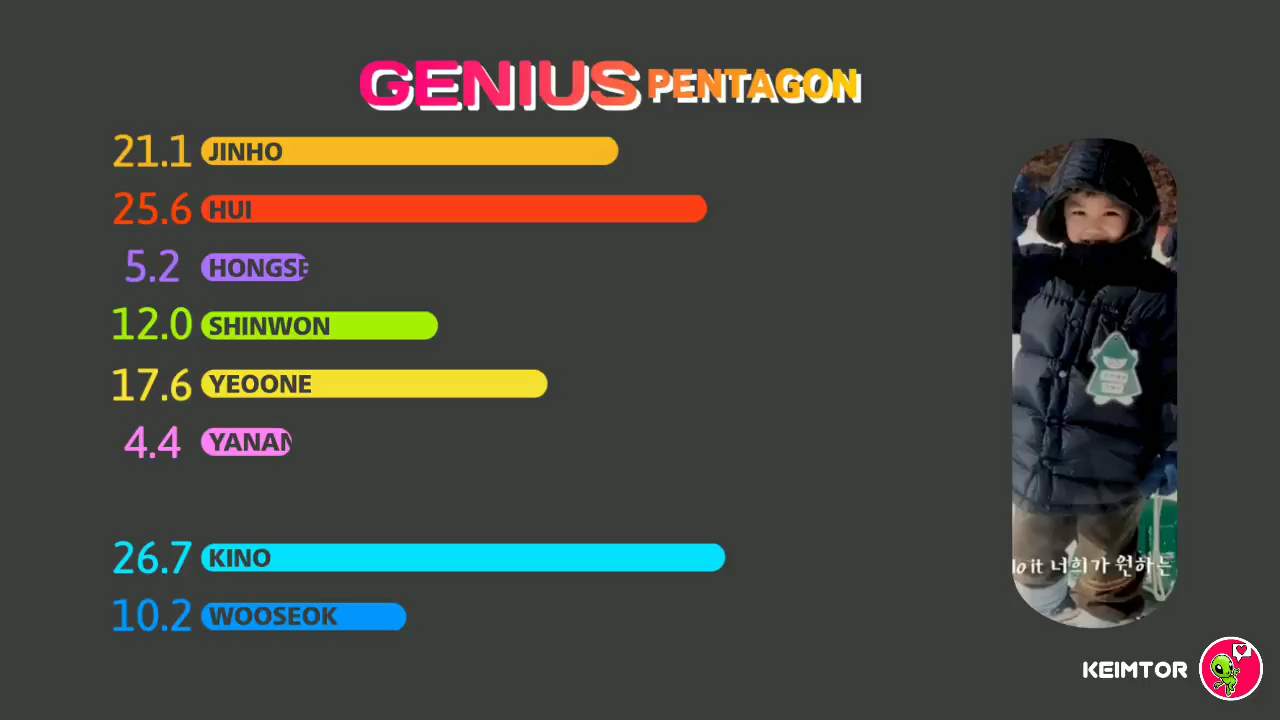 GENIUS PENTAGON
21.1 JINHO
25.6 HUI
5.2 HONGSE
12.0 SHINWON
17.6 YEOONE
4.4 YANAN
26.7 KINO
10.2 WOOSEOK
do it 너희가 원하는
KEIMTOR